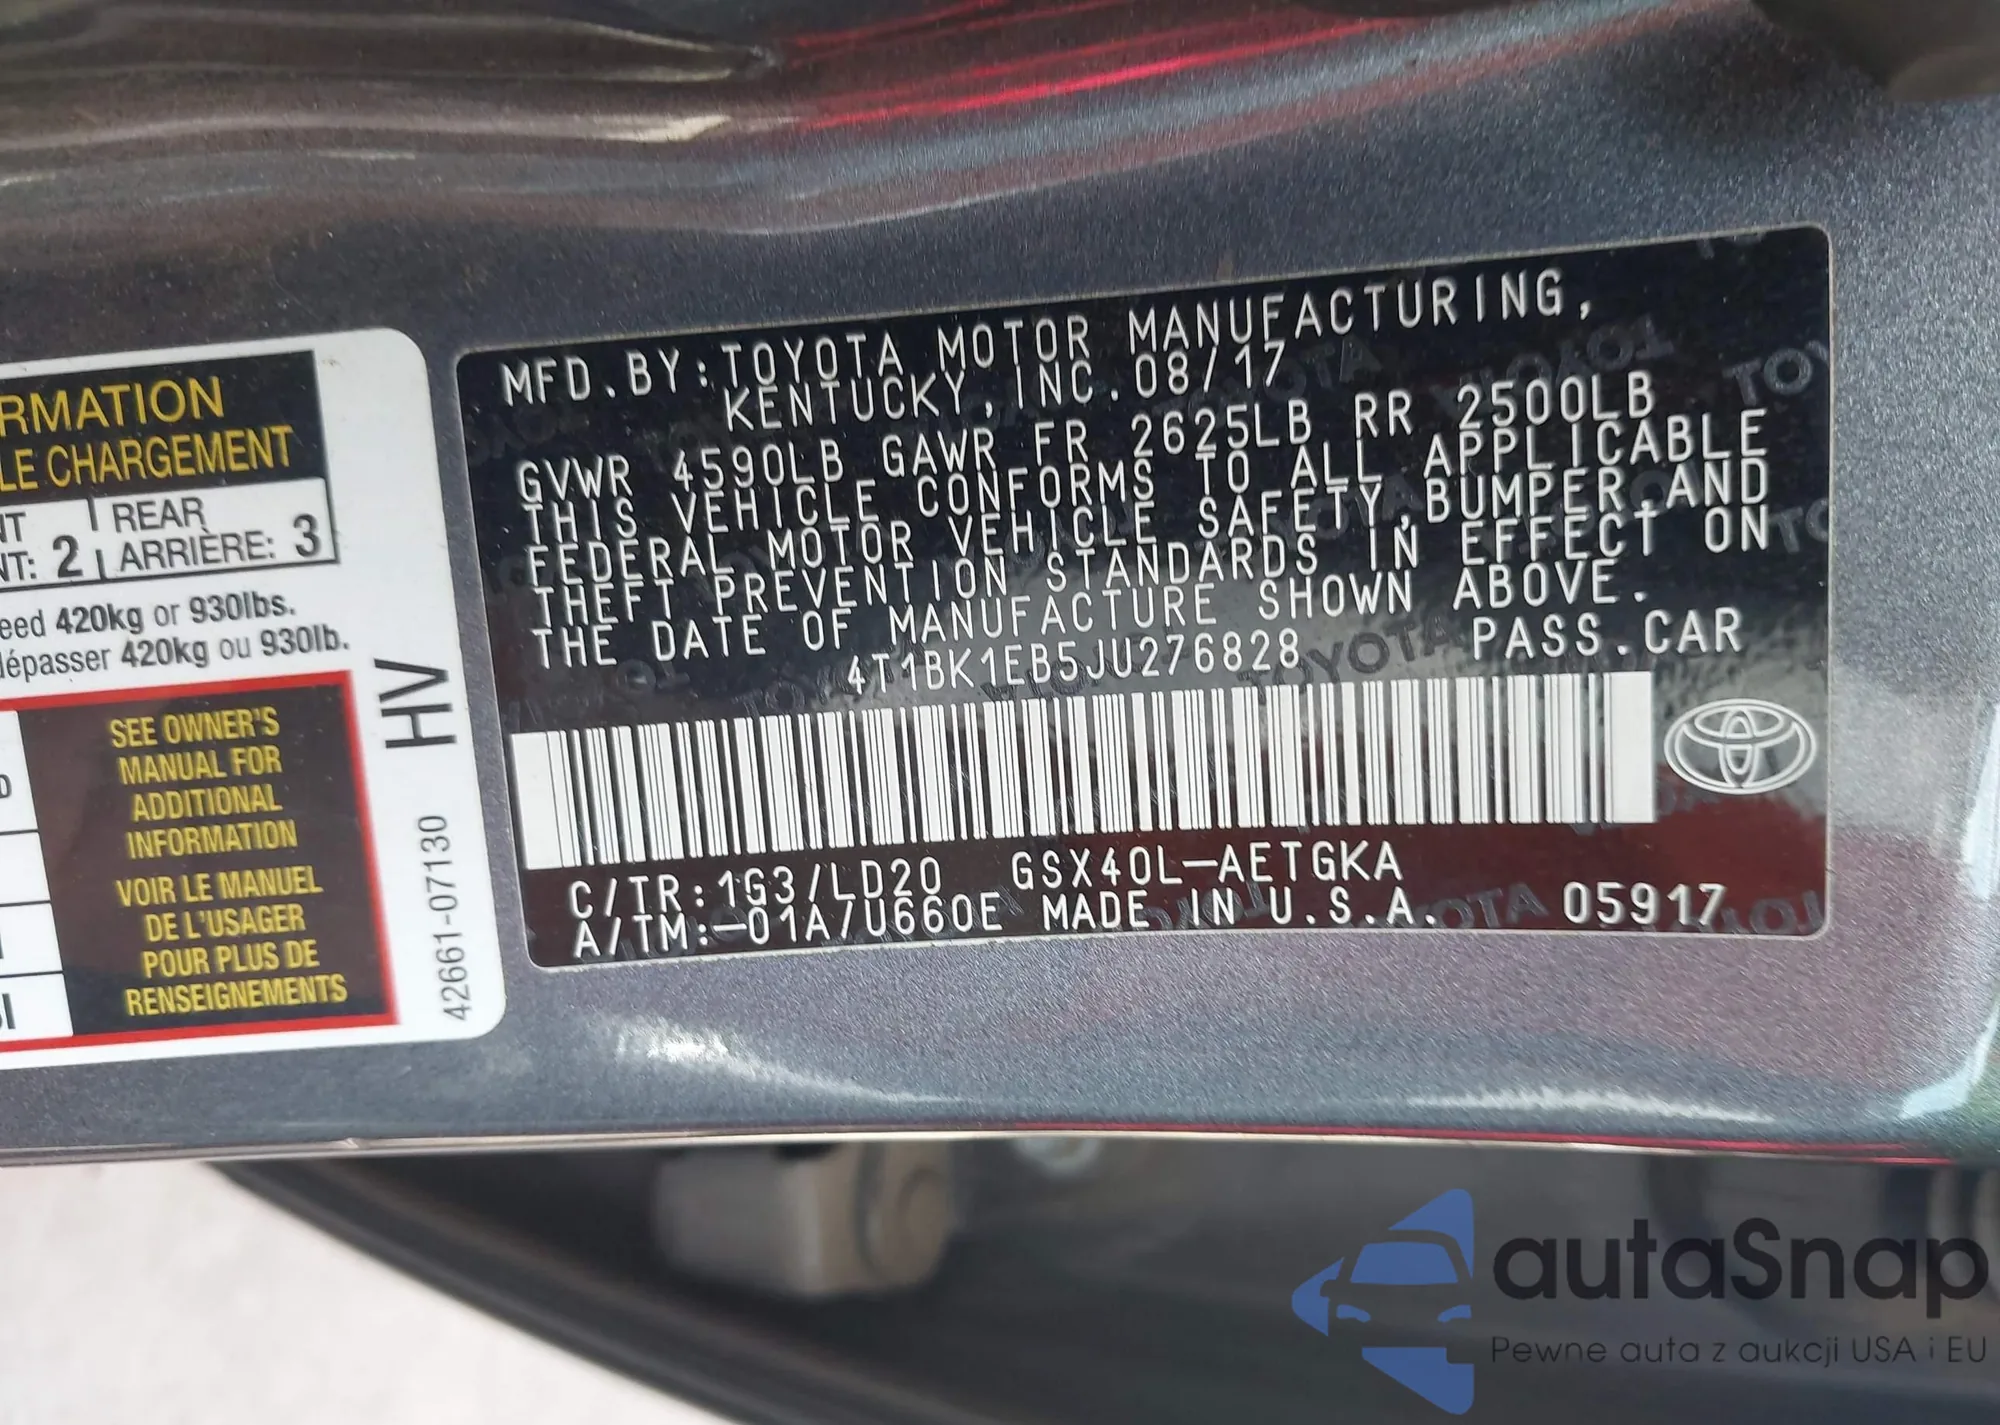 RMATION
LE CHARGEMENT
NT
REAR
NT: 2
ARRIÈRE: 3
eed 420kg or 930lbs.
dépasser 420kg ou 930lb.
SEE OWNER'S
MANUAL FOR
ADDITIONAL
INFORMATION
VOIR LE MANUEL
DE L'USAGER
POUR PLUS DE
RENSEIGNEMENTS
HV
42661-07130
MFD.BY:TOYOTA MOTOR MANUFACTURING,
KENTUCKY,INC.08/17
GVWR 4590LB GAWR FR 2625LB RR 2500LB
THIS VEHICLE CONFORMS TO ALL APPLICABLE
FEDERAL MOTOR VEHICLE SAFETY,BUMPER,AND
THEFT PREVENTION STANDARDS IN EFFECT ON
THE DATE OF MANUFACTURE SHOWN ABOVE.
4T1BK1EB5JU276828 PASS.CAR
C/TR:1G3/LD20 GSX40L-AETGKA
A/TM:-01A/U660E MADE IN U.S.A. 05917
autaSnap
Pewne auta z aukcji USA i EU